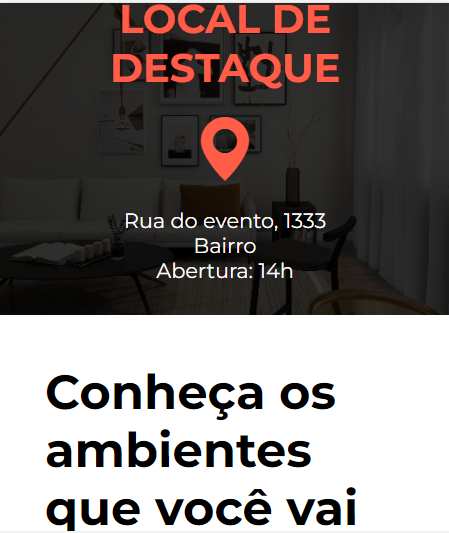 LOCAL DE
DESTAQUE
Rua do evento, 1333
Bairro
Abertura: 14h
Conheça os
ambientes
que você vai